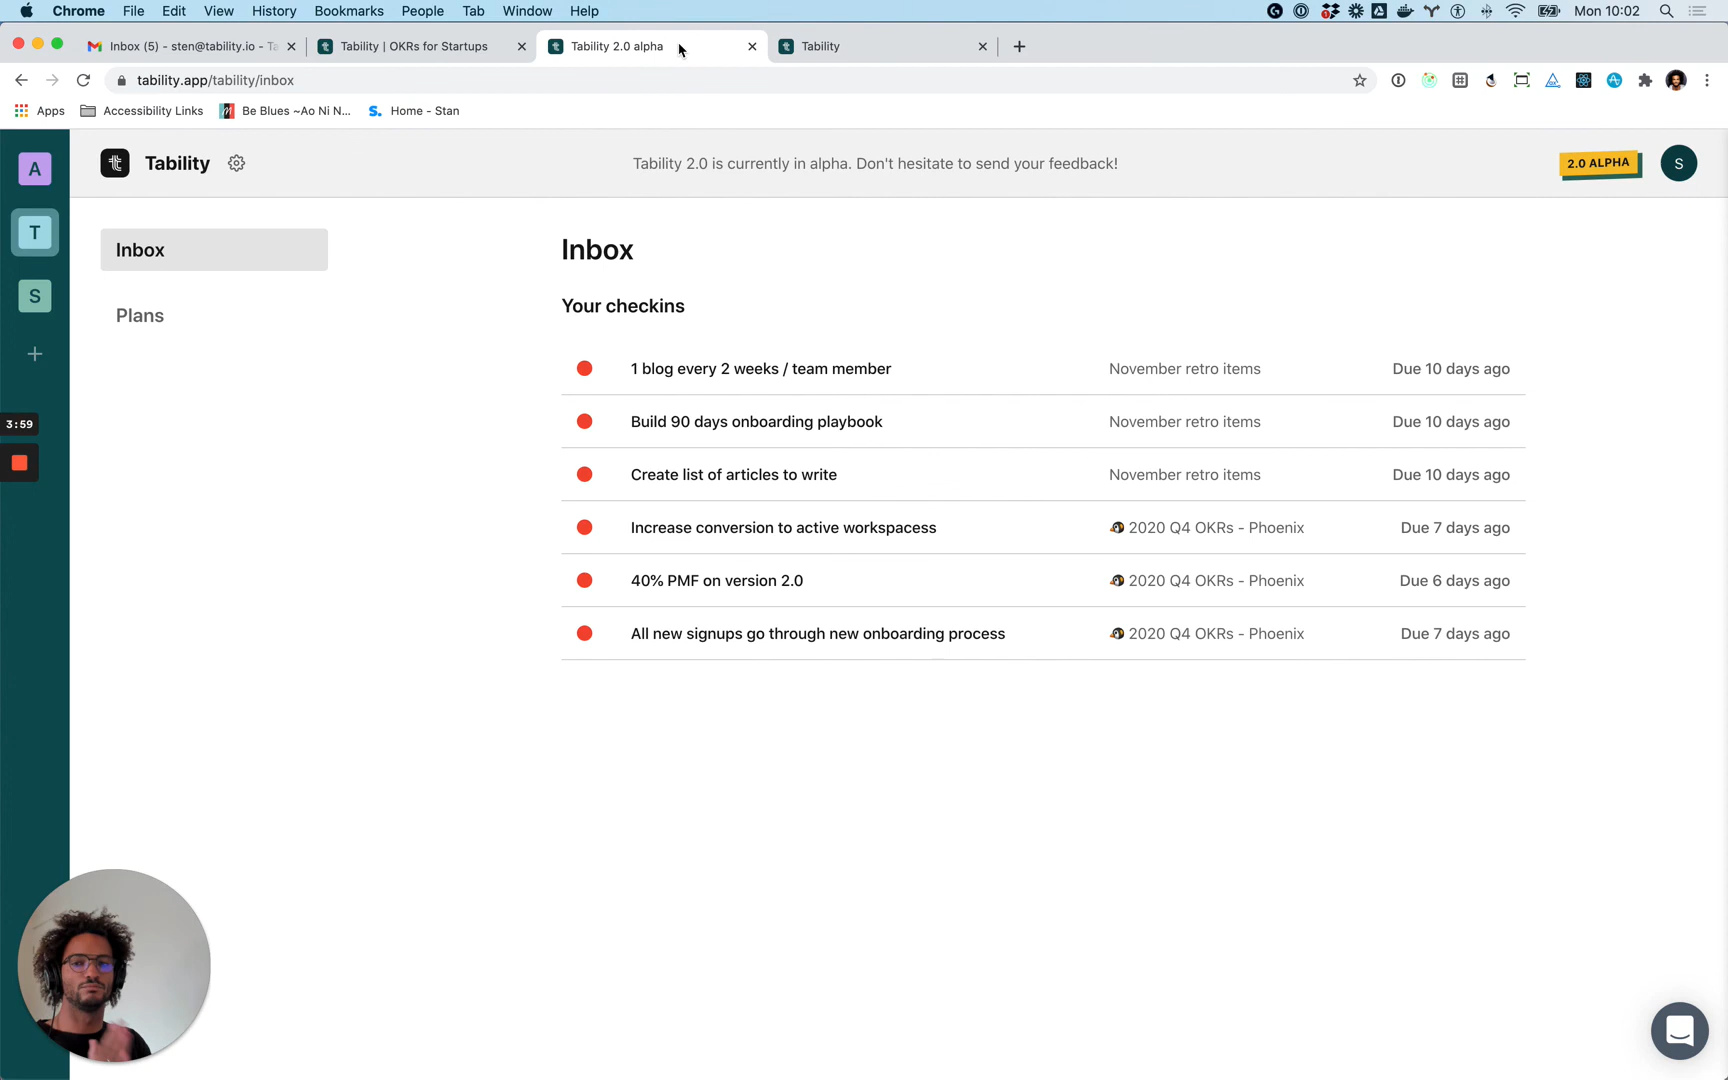 Chrome File Edit View History Bookmarks People Tab Window Help Mon 10:02
Inbox (5) - sten@tability.io - Ta
Tability | OKRs for Startups
Tability 2.0 alpha
Tability
tability.app/tability/inbox
Apps
Accessibility Links
Be Blues ~Ao Ni N...
Home - Stan
A
T
S
3:59
Tability
Tability 2.0 is currently in alpha. Don't hesitate to send your feedback!
2.0 ALPHA
S
Inbox
Plans
Inbox
Your checkins
1 blog every 2 weeks / team member November retro items Due 10 days ago
Build 90 days onboarding playbook November retro items Due 10 days ago
Create list of articles to write November retro items Due 10 days ago
Increase conversion to active workspacess 2020 Q4 OKRs - Phoenix Due 7 days ago
40% PMF on version 2.0 2020 Q4 OKRs - Phoenix Due 6 days ago
All new signups go through new onboarding process 2020 Q4 OKRs - Phoenix Due 7 days ago